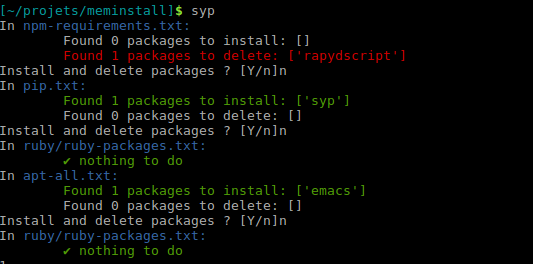 [~/projets/meminstall]$ syp
In npm-requirements.txt:
Found 0 packages to install: []
Found 1 packages to delete: ['rapydscript']
Install and delete packages ? [Y/n]n
In pip.txt:
Found 1 packages to install: ['syp']
Found 0 packages to delete: []
Install and delete packages ? [Y/n]n
In ruby/ruby-packages.txt:
✔ nothing to do
In apt-all.txt:
Found 1 packages to install: ['emacs']
Found 0 packages to delete: []
Install and delete packages ? [Y/n]n
In ruby/ruby-packages.txt:
✔ nothing to do